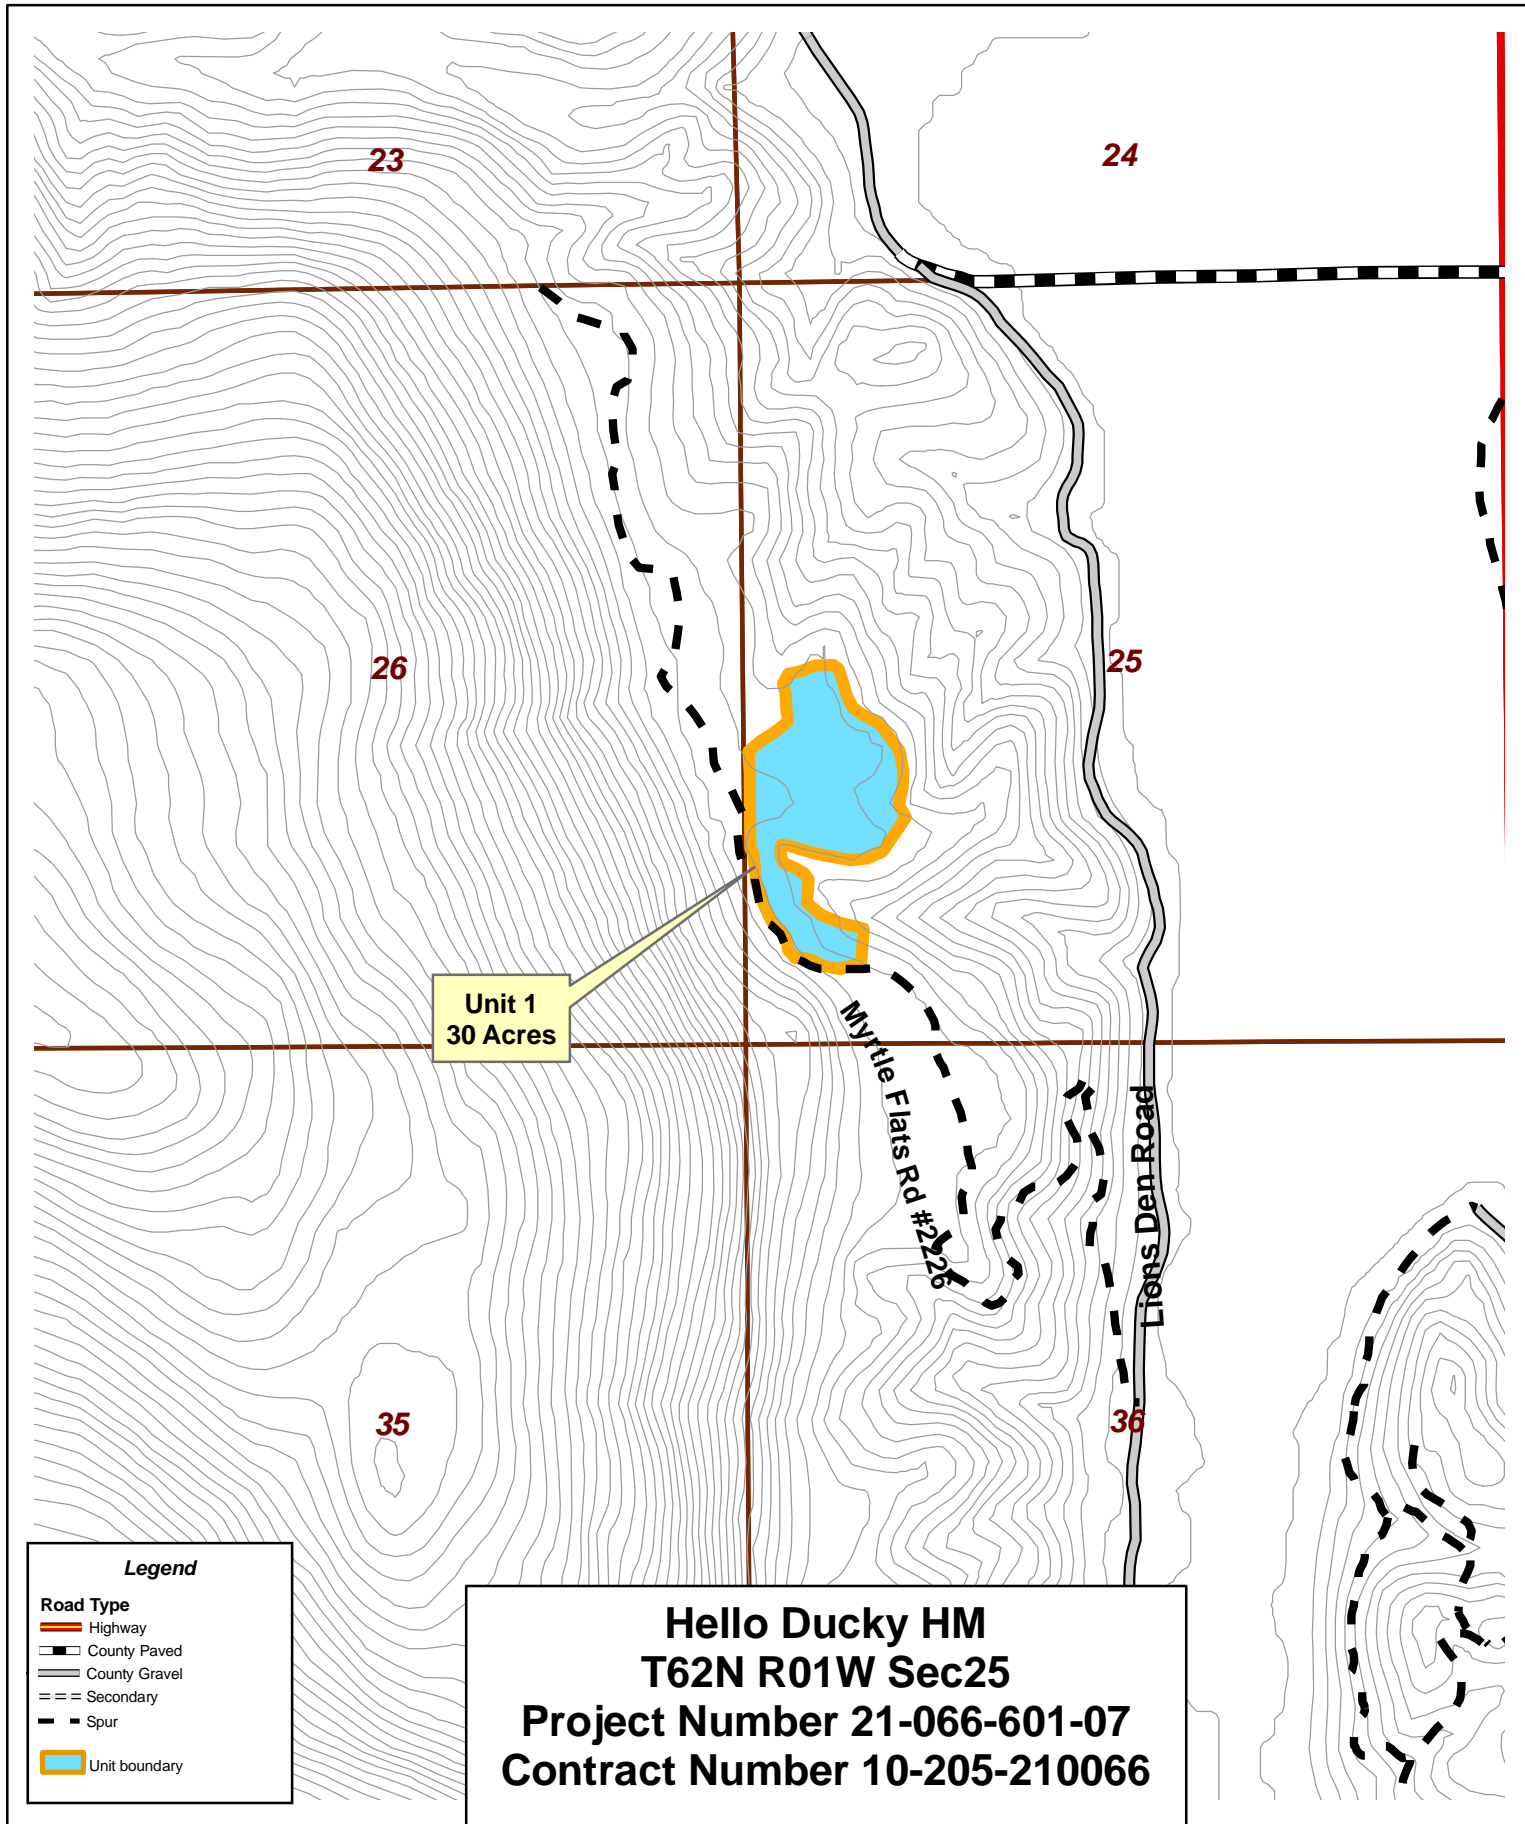 23
24
26
25
Unit 1
30 Acres
Myrtle Flats Rd #2226
Lions Den Road
35
36
Legend
Road Type
Highway
County Paved
County Gravel
Secondary
Spur
Unit boundary
Hello Ducky HM
T62N R01W Sec25
Project Number 21-066-601-07
Contract Number 10-205-210066